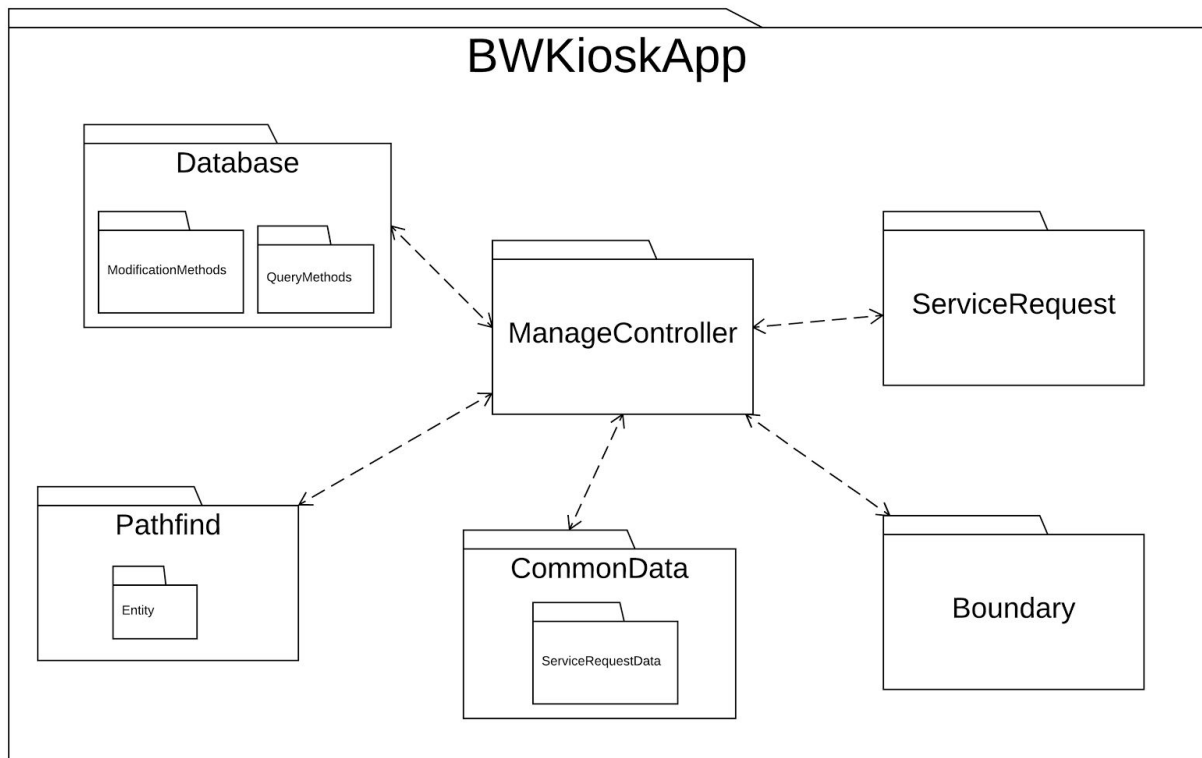 BWKioskApp
Database
ModificationMethods
QueryMethods
ManageController
ServiceRequest
Pathfind
Entity
CommonData
ServiceRequestData
Boundary